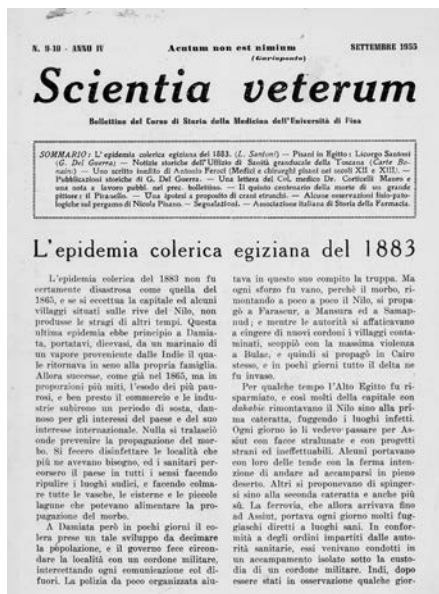 N. 9-10 - ANNO IV
Acutum non est nimium
(Garioponto)
SETTEMBRE 1955
Scientia veterum
Bollettino del Corso di Storia della Medicina dell'Università di Pisa
SOMMARIO: L'epidemia colerica egiziana del 1883. (L. Santoni) — Pisani in Egitto: Licurgo Santoni
(G. Del Guerra). — Notizie storiche dell'Uffizio di Sanità granducale della Toscana (Carte Bo-
naini) — Uno scritto inedito di Antonio Feroci (Medici e chirurghi pisani nei secoli XII e XIII). —
Pubblicazioni storiche di G. Del Guerra. — Una lettera del Col. medico Dr. Corticelli Mauro e
una nota a lavoro pubbl. nel prec. bollettino. — Il quinto centenario della morte di un grande
pittore: il Pisanello. — Una ipotesi a proposito di crani etruschi. — Alcune osservazioni fisio-pato-
logiche sul pergamo di Nicola Pisano. — Segnalazioni. — Associazione italiana di Storia della Farmacia.
L'epidemia colerica egiziana del 1883
L'epidemia colerica del 1883 non fu
certamente disastrosa come quella del
1865, e se si eccettua la capitale ed alcuni
villaggi situati sulle rive del Nilo, non
produsse le stragi di altri tempi. Questa
ultima epidemia ebbe principio a Damia-
ta, portatavi, dicevasi, da un marinaio di
un vapore proveniente dalle Indie il qua-
le ritornava in seno alla propria famiglia.
Allora successe, come già nel 1865, ma in
proporzioni più miti, l'esodo dei più pau-
rosi, e ben presto il commercio e le indu-
strie subirono un periodo di sosta, dan-
noso per gli interessi del paese e del suo
interesse internazionale. Nulla si tralasciò
onde prevenire la propagazione del mor-
bo. Si fecero disinfettare le località che
più ne avevano bisogno, ed i sanitari per-
corsero il paese in tutti i sensi facendo
ripulire i luoghi sudici, e facendo colma-
re tutte le vasche, le cisterne e le piccole
lagune che potevano alimentare la pro-
pagazione del morbo.
A Damiata però in pochi giorni il co-
lera prese un tale sviluppo da decimare
la popolazione, e il governo fece circon-
dare la località con un cordone militare,
intercettando ogni comunicazione col di-
fuori. La polizia da poco organizzata aiu-
tava in questo suo compito la truppa. Ma
ogni sforzo fu vano, perchè il morbo, ri-
montando a poco a poco il Nilo, si propa-
gò a Farascur, a Mansura ed a Samap-
nud; e mentre le autorità si affaticavano
a cingere di nuovi cordoni i villaggi conta-
minati, scoppiò con la massima violenza
a Bulac, e quindi si propagò in Cairo
stesso, e in pochi giorni tutto il delta ne
fu invaso.
Per qualche tempo l'Alto Egitto fu ri-
sparmiato, e così molti della capitale con
dahabie rimontavano il Nilo sino alla pri-
ma cateratta, fuggendo i luoghi infetti.
Ogni giorno io li vedevo passare per As-
siut con facce stralunate e con progetti
strani ed ineffettuabili. Alcuni portavano
con loro delle tende con la ferma inten-
zione di andare ad accamparsi in pieno
deserto. Altri si proponevano di spinger-
si sino alla seconda cateratta e anche più
sù. La ferrovia, che allora arrivava fino
ad Assiut, portava ogni giorno molti fug-
giaschi diretti a luoghi sani. In confor-
mità a degli ordini impartiti dalle auto-
rità sanitarie, essi venivano condotti in
un accampamento isolato sotto la custo-
dia di un cordone militare. Indi, dopo
essere stati in osservazione qualche gior-